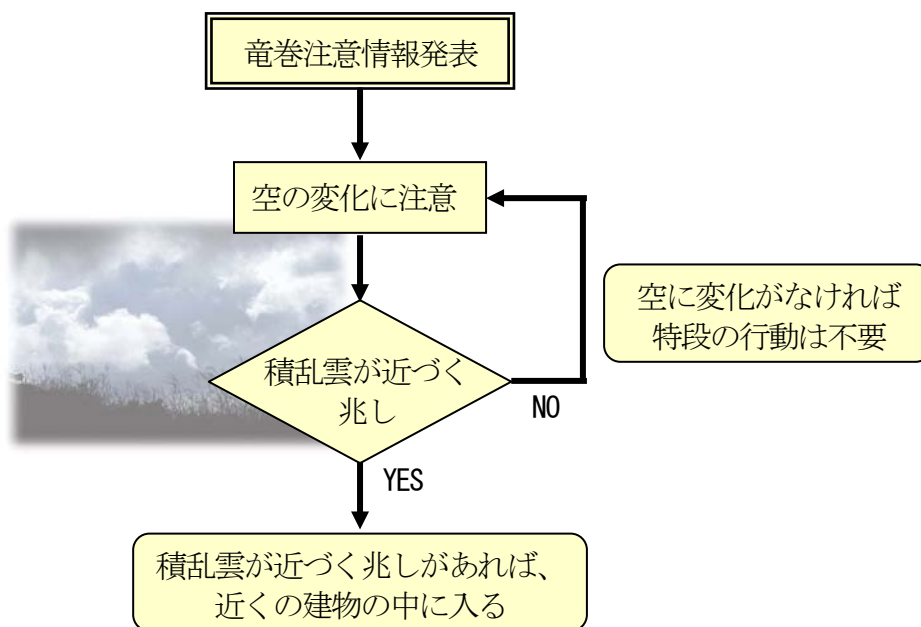 竜巻注意情報発表
空の変化に注意
空に変化がなければ
特段の行動は不要
積乱雲が近づく
兆し
NO
YES
積乱雲が近づく兆しがあれば、
近くの建物の中に入る